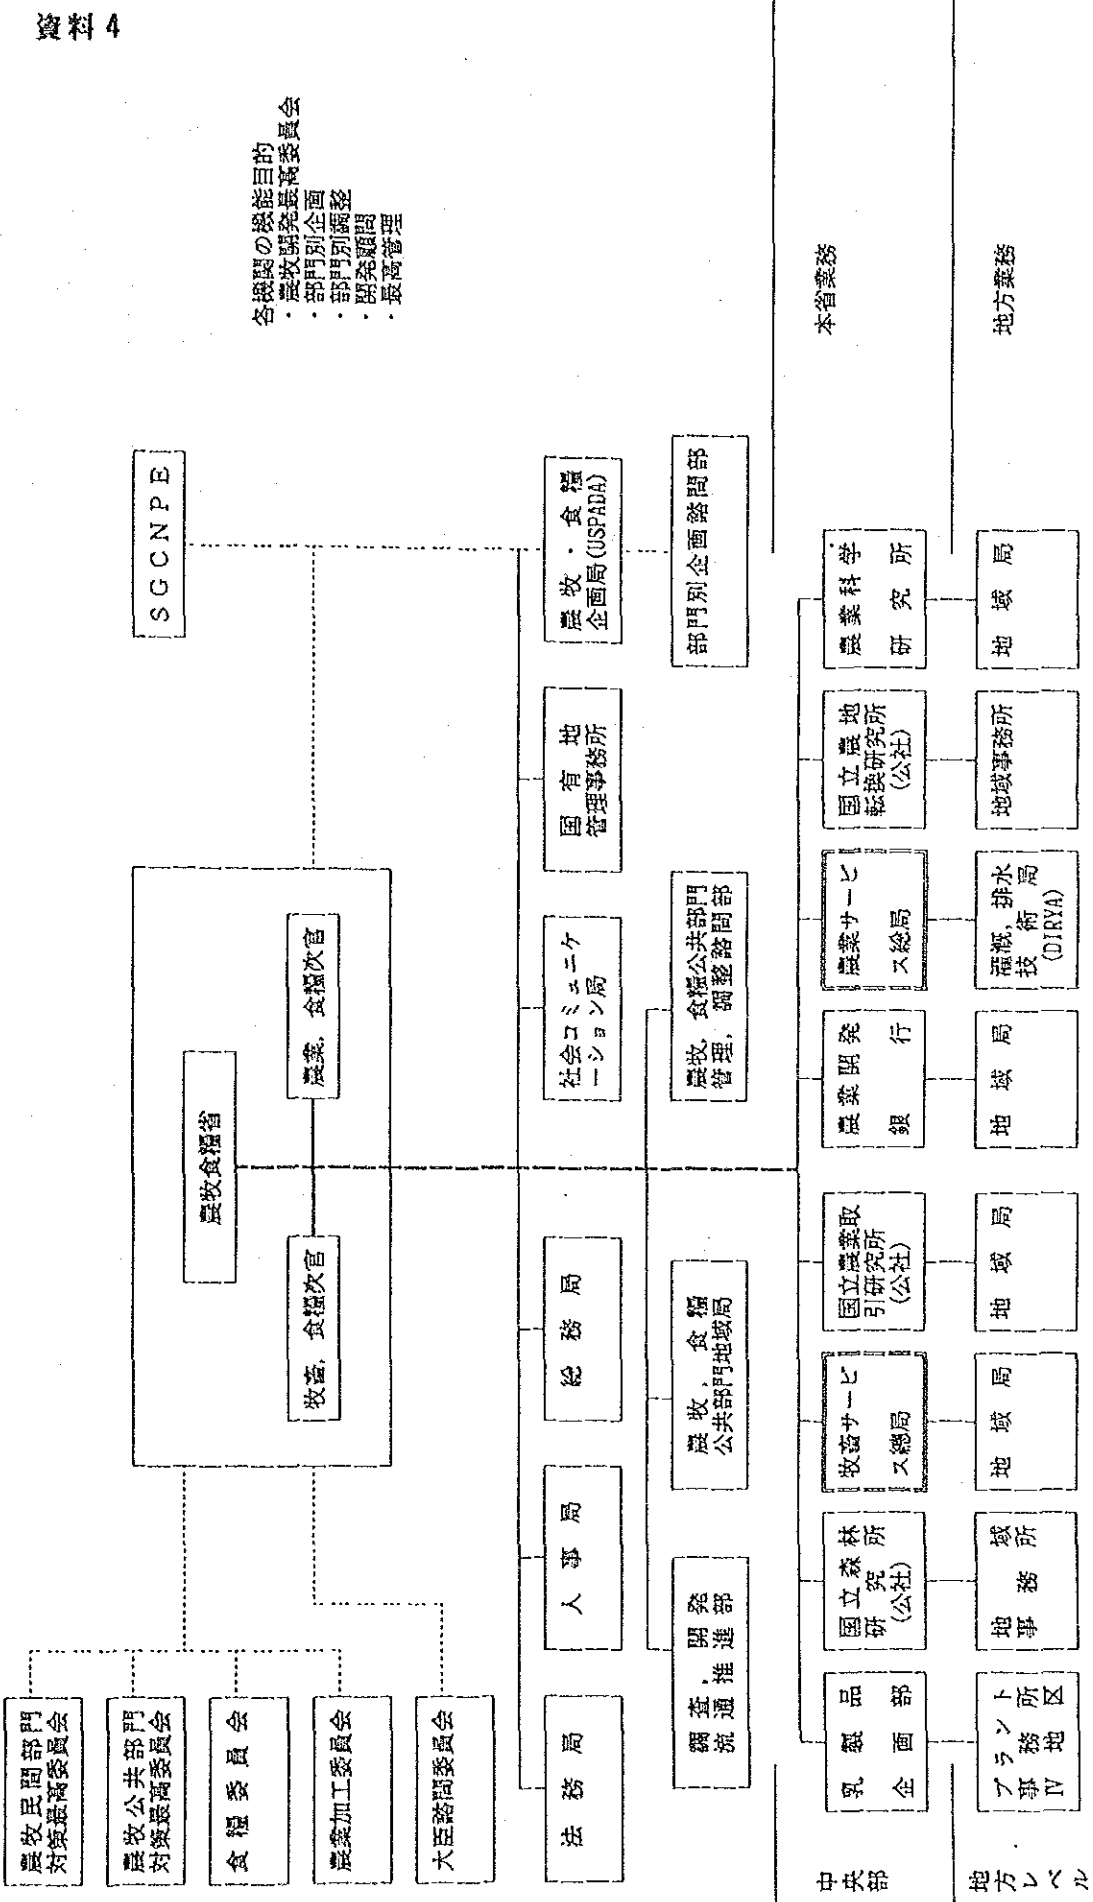 資料4
各機関の機能目的
・農牧開発最高委員会
・部門別企画
・部門別調整
・開発顧問
・最高管理
SGCNPE
農牧食糧省
牧畜, 食糧次官
農業, 食糧次官
農牧民間部門
対策最高委員会
農牧公共部門
対策最高委員会
食糧委員会
農業加工委員会
大臣諮問委員会
法務局
人事局
総務局
社会コミュニケ
ーション局
国有地
管理事務所
農牧・食糧
企画局(USPADA)
調査, 開発
流通推進部
農牧, 食糧
公共部門地域局
農牧, 食糧公共部門
管理, 調整諮問部
部門別企画諮問部
中央部
本省業務
乳製品
企画部
国立森林
研究所
(公社)
牧畜サービ
ス総局
国立農業取
引研究所
(公社)
農業開発
銀行
農業サービ
ス総局
国立農地
転換研究所
(公社)
農業科学
研究所
地方レベル
地方業務
プラント
事務所
IV地区
地域
事務所
地域局
地域局
地域局
灌漑, 排水
技術局
(DIRYA)
地域事務所
地域局